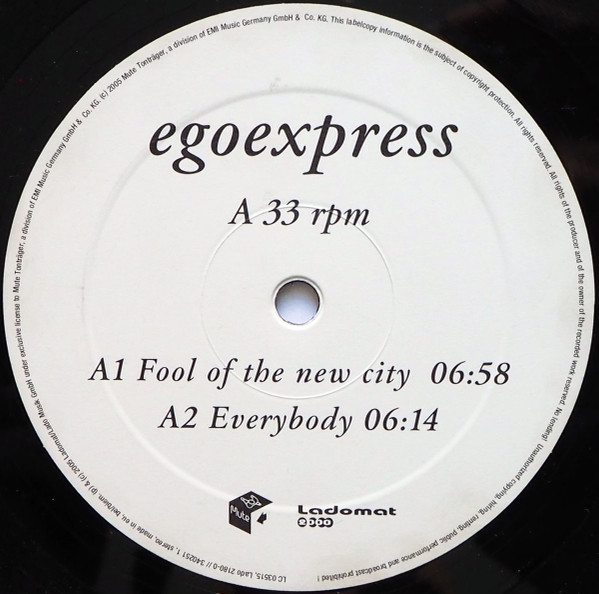 egoexpress
A 33 rpm
A1 Fool of the new city 06:58
A2 Everybody 06:14
Mute
Ladomat
2000
LC 03515, Lado 2180-0 // 340251 1, stereo, made in eu, bel/biem, (p) & (c) 2005 Ladomat/Lado Musik GmbH under exclusive license to Mute Tonträger, a division of EMI Music Germany GmbH & Co. KG. (c) 2005 Mute Tonträger, a division of EMI Music Germany GmbH & Co. KG. This labelcopy information is the subject of copyright protection. All rights reserved. All rights of the producer and of the owner of the recorded work reserved. No lending! Unauthorized copying, hiring, renting, public performance and broadcast prohibited !